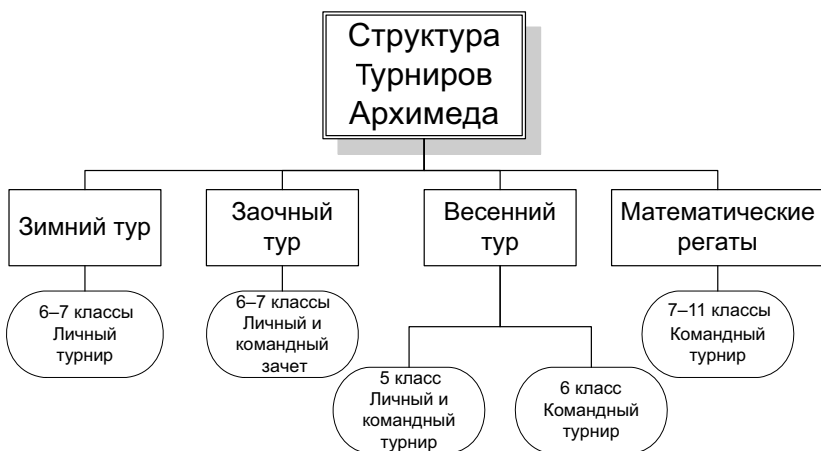 Структура
Турниров
Архимеда
Зимний тур
Заочный
тур
Весенний
тур
Математические
регаты
6–7 классы
Личный
турнир
6–7 классы
Личный и
командный
зачет
5 класс
Личный и
командный
турнир
6 класс
Командный
турнир
7–11 классы
Командный
турнир